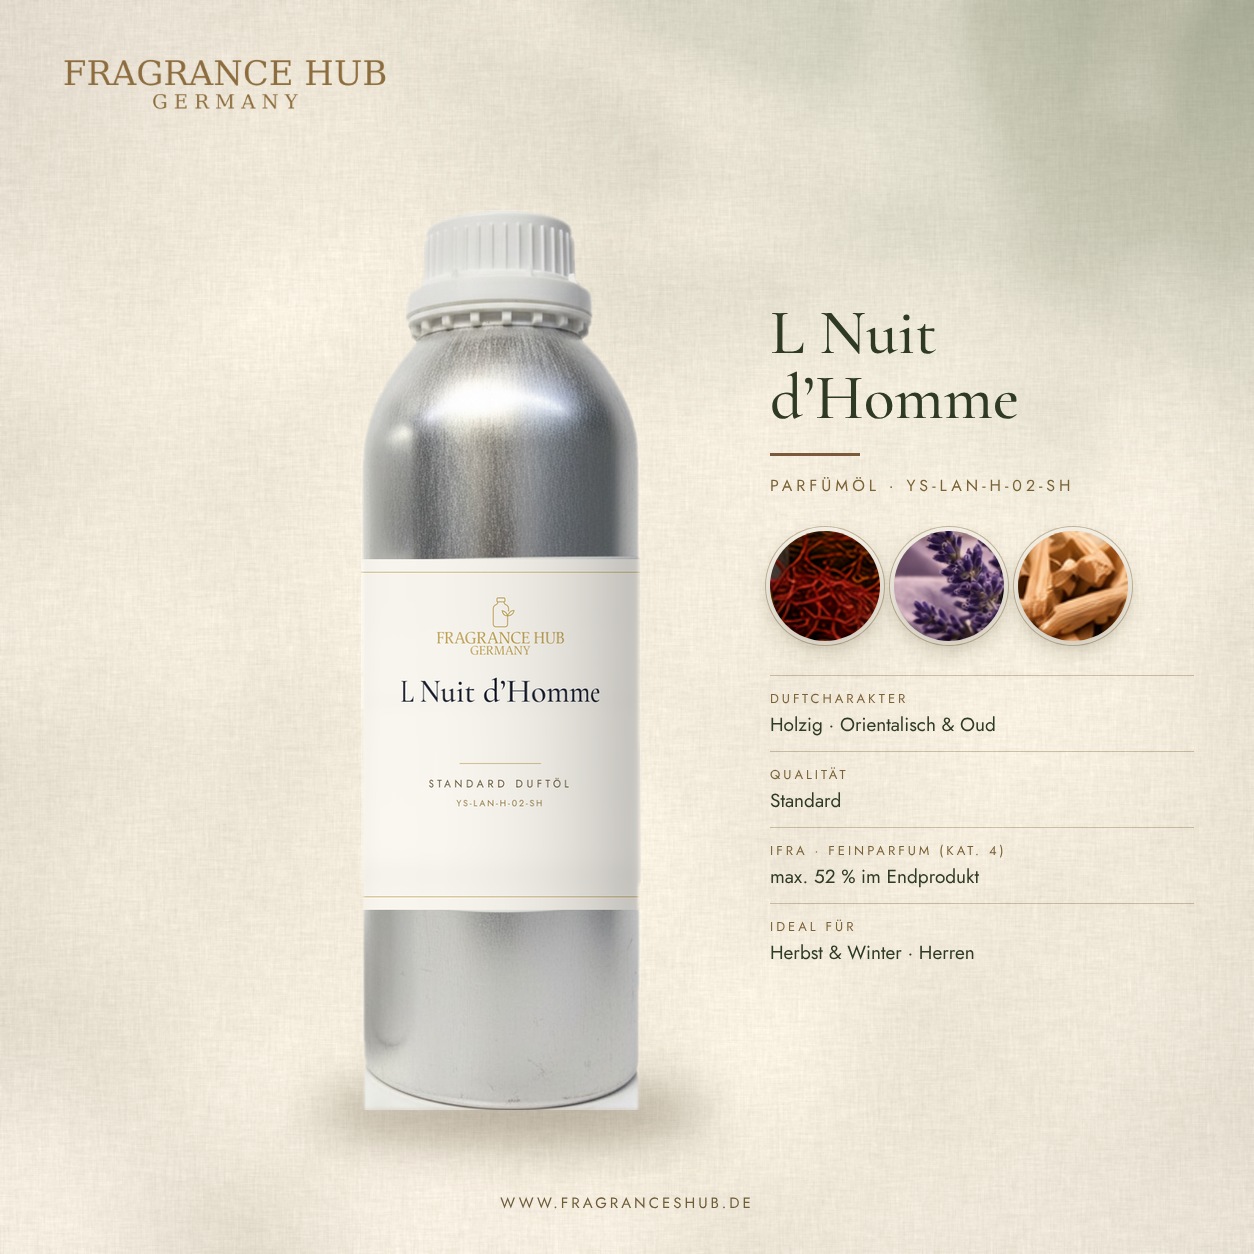 FRAGRANCE HUB
GERMANY
L Nuit
d’Homme
PARFÜMÖL · YS-LAN-H-02-SH
DUFTCHARAKTER
Holzig · Orientalisch & Oud
QUALITÄT
Standard
IFRA · FEINPARFUM (KAT. 4)
max. 52 % im Endprodukt
IDEAL FÜR
Herbst & Winter · Herren
FRAGRANCE HUB
GERMANY
L Nuit d’Homme
STANDARD DUFTÖL
YS-LAN-H-02-SH
WWW.FRAGRANCESHUB.DE